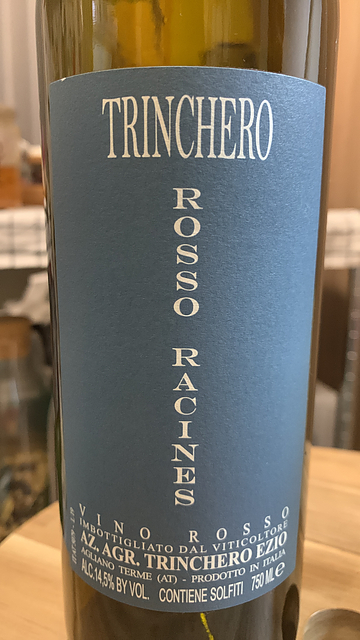 TRINCHERO
ROSSO RACINES
VINO ROSSO
IMBOTTIGLIATO DAL VITICOLTORE
AZ. AGR. TRINCHERO EZIO
AGLIANO TERME (AT) - PRODOTTO IN ITALIA
ALC.14,5% BY VOL. CONTIENE SOLFITI 750 ML e